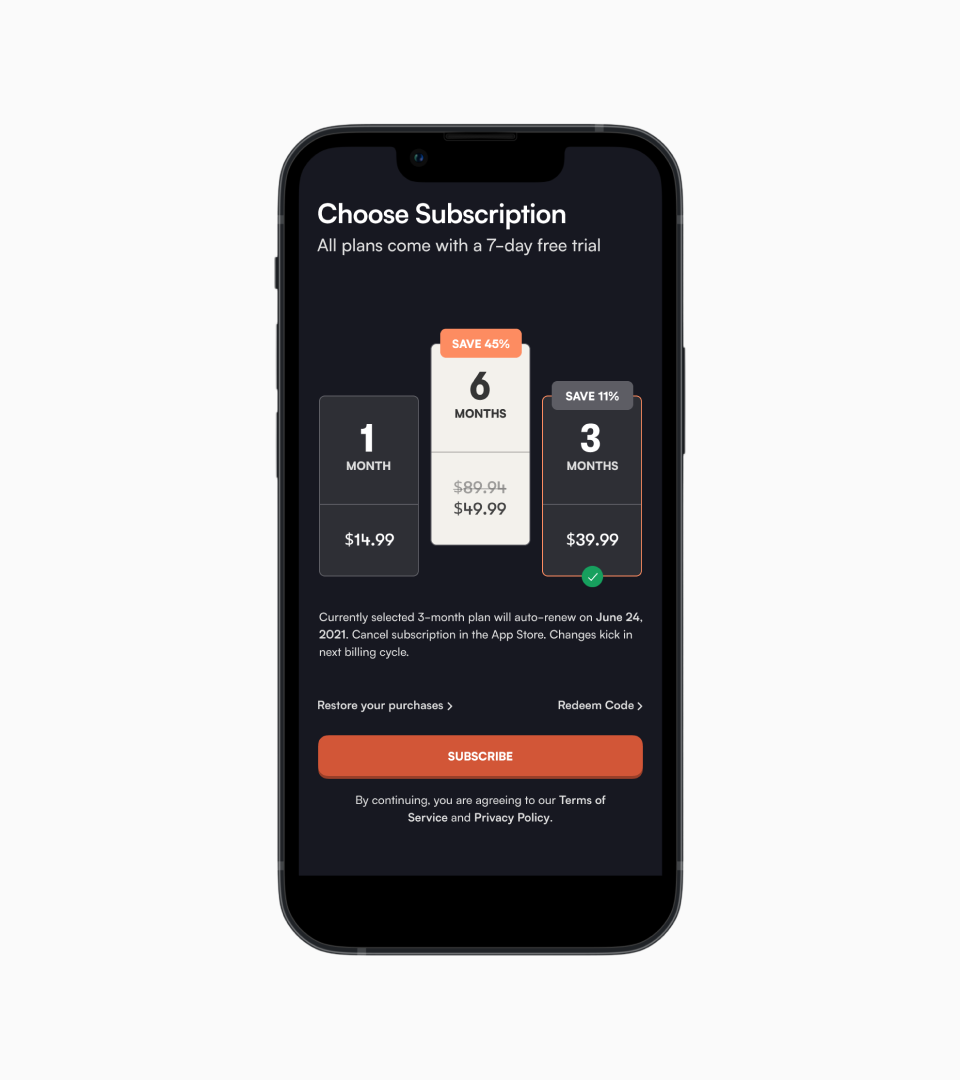 Choose Subscription
All plans come with a 7-day free trial
SAVE 45%
6
MONTHS
$89.94
$49.99
1
MONTH
$14.99
SAVE 11%
3
MONTHS
$39.99
Currently selected 3-month plan will auto-renew on June 24,
2021. Cancel subscription in the App Store. Changes kick in
next billing cycle.
Restore your purchases
Redeem Code
SUBSCRIBE
By continuing, you are agreeing to our Terms of
Service and Privacy Policy.